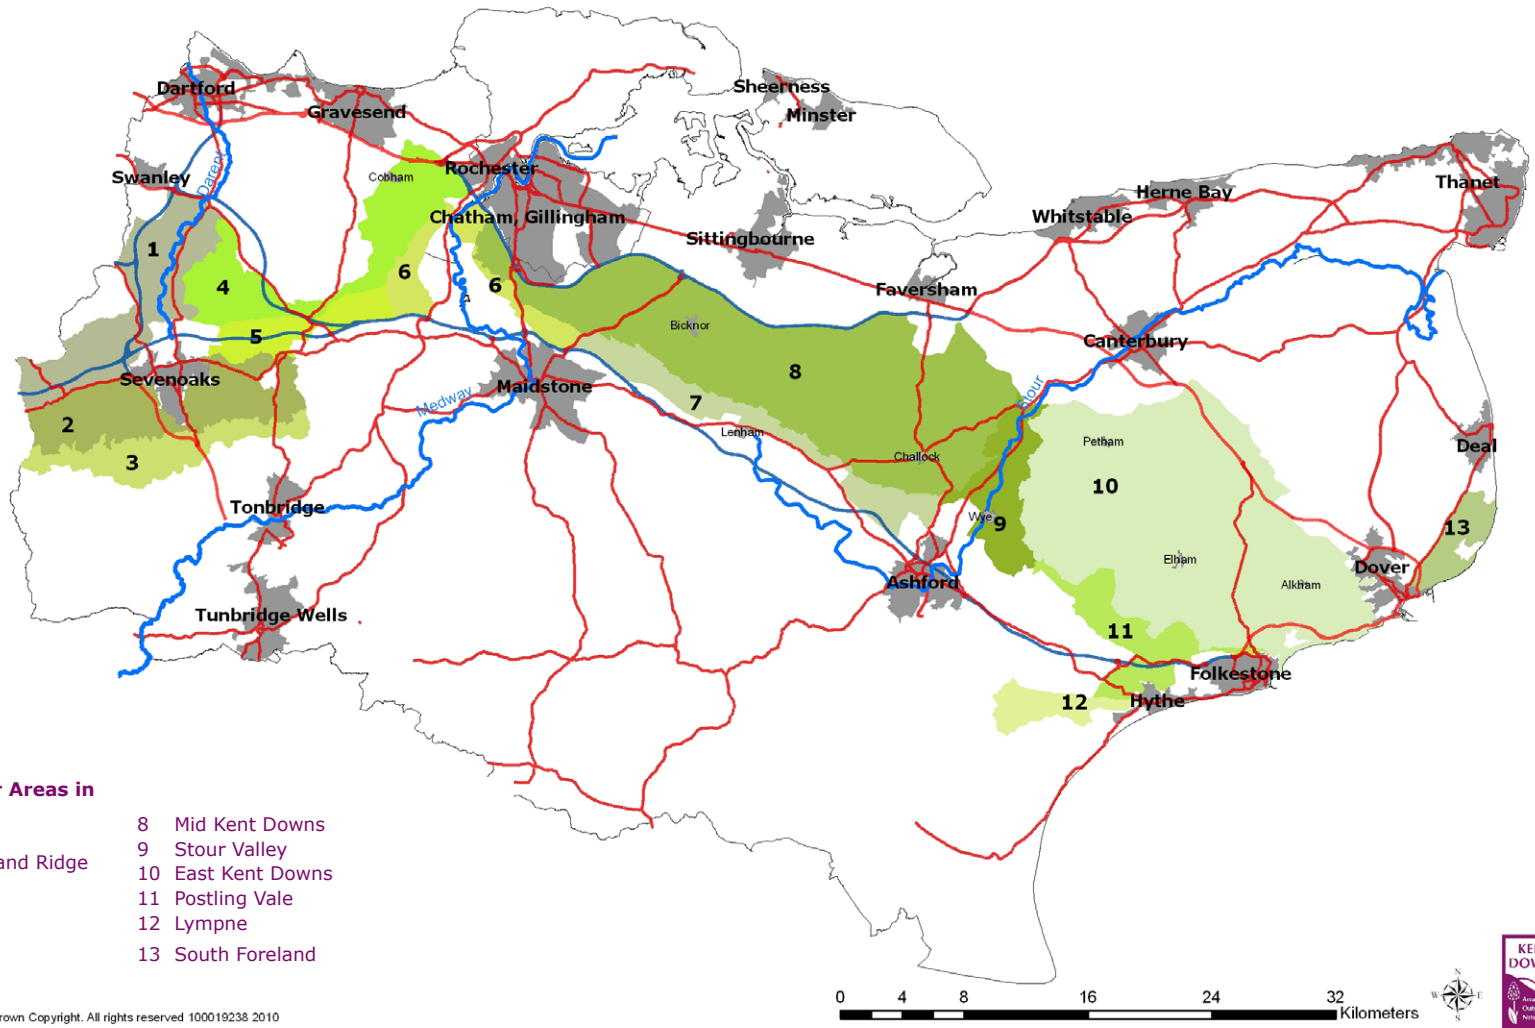 Sheerness
Dartford
Gravesend
Minster
Rochester
Cobham
Swanley
Darent
Thanet
Herne Bay
Whitstable
Chatham, Gillingham
Sittingbourne
1
4
6
6
Faversham
5
Bicknor
Canterbury
8
Sevenoaks
Maidstone
Medway
Stour
7
2
Lenham
Petham
Deal
3
Challock
10
Tonbridge
Wye
9
13
Elham
Dover
Ashford
Alkham
Tunbridge Wells
11
Folkestone
12
Hythe
r Areas in
8 Mid Kent Downs
9 Stour Valley
and Ridge
10 East Kent Downs
11 Postling Vale
12 Lympne
13 South Foreland
0 4 8 16 24 32
Kilometers
N
W E
S
KE
DOW
rown Copyright. All rights reserved 100019238 2010